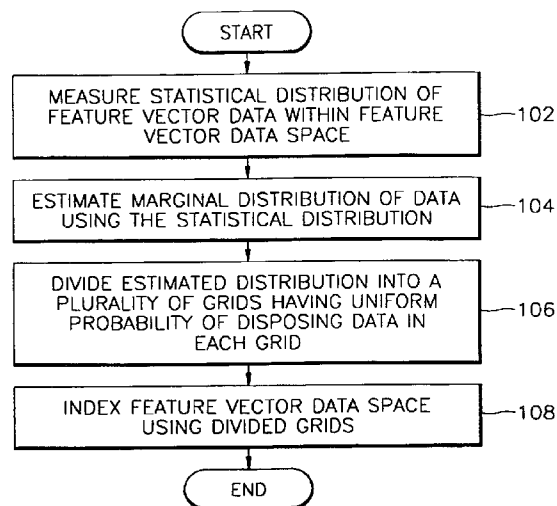 START
MEASURE STATISTICAL DISTRIBUTION OF
FEATURE VECTOR DATA WITHIN FEATURE
VECTOR DATA SPACE
102
ESTIMATE MARGINAL DISTRIBUTION OF DATA
USING THE STATISTICAL DISTRIBUTION
104
DIVIDE ESTIMATED DISTRIBUTION INTO A
PLURALITY OF GRIDS HAVING UNIFORM
PROBABILITY OF DISPOSING DATA IN
EACH GRID
106
INDEX FEATURE VECTOR DATA SPACE
USING DIVIDED GRIDS
108
END